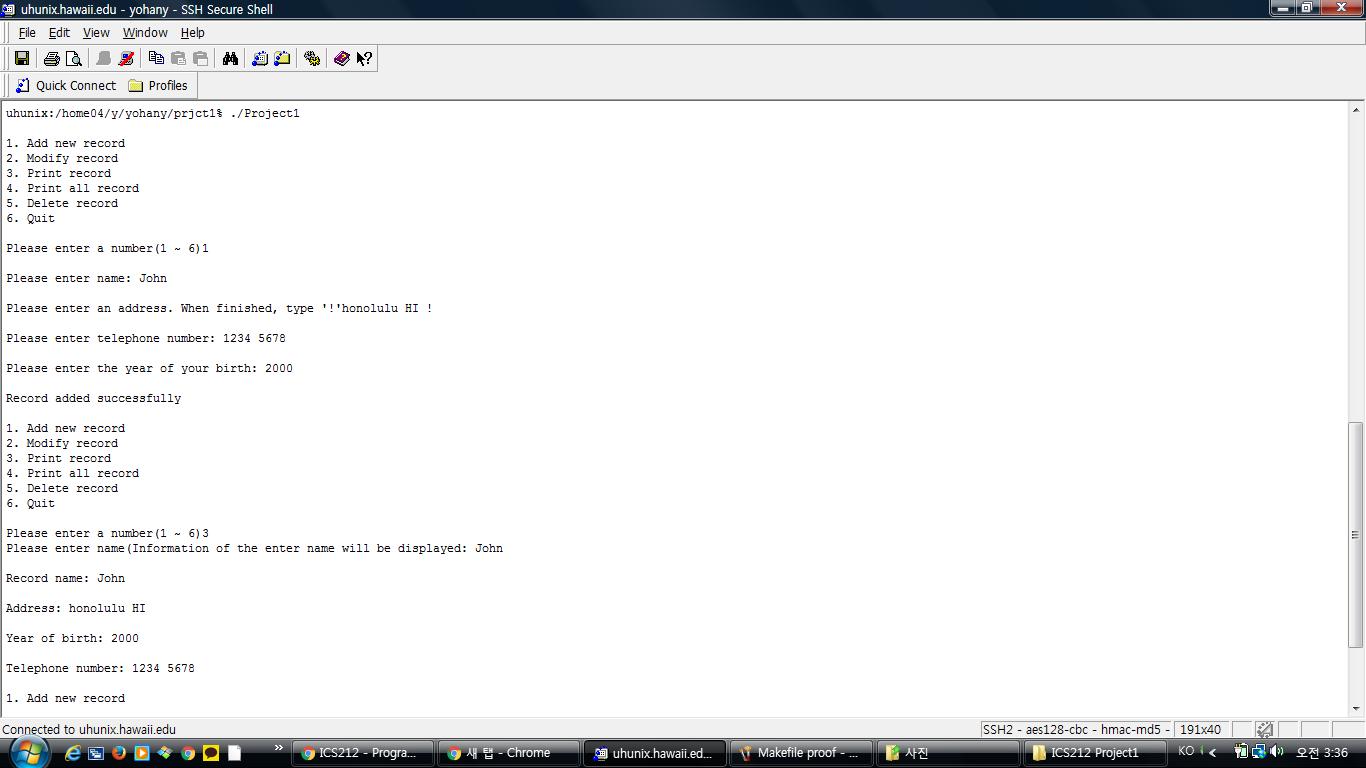 uhunix.hawaii.edu - yohany - SSH Secure Shell
File Edit View Window Help
Quick Connect Profiles
uhunix:/home04/y/yohany/prjct1% ./Project1
1. Add new record
2. Modify record
3. Print record
4. Print all record
5. Delete record
6. Quit
Please enter a number(1 ~ 6)1
Please enter name: John
Please enter an address. When finished, type '!'honolulu HI !
Please enter telephone number: 1234 5678
Please enter the year of your birth: 2000
Record added successfully
1. Add new record
2. Modify record
3. Print record
4. Print all record
5. Delete record
6. Quit
Please enter a number(1 ~ 6)3
Please enter name(Information of the enter name will be displayed: John
Record name: John
Address: honolulu HI
Year of birth: 2000
Telephone number: 1234 5678
1. Add new record
Connected to uhunix.hawaii.edu SSH2 - aes128-cbc - hmac-md5 - 191x40
ICS212 - Progra... 새 탭 - Chrome uhunix.hawaii.ed... Makefile proof - ... 사진 ICS212 Project1 KO 오전 3:36